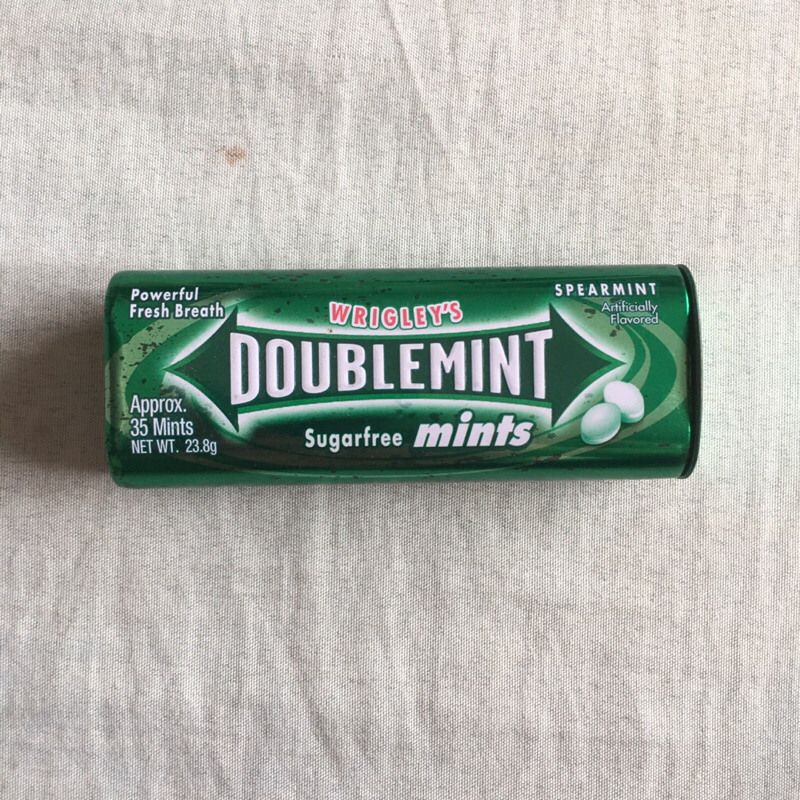 Powerful
Fresh Breath
WRIGLEY'S
SPEARMINT
Artificially
Flavored
DOUBLEMINT
Approx.
35 Mints
NET WT. 23.8g
Sugarfree mints